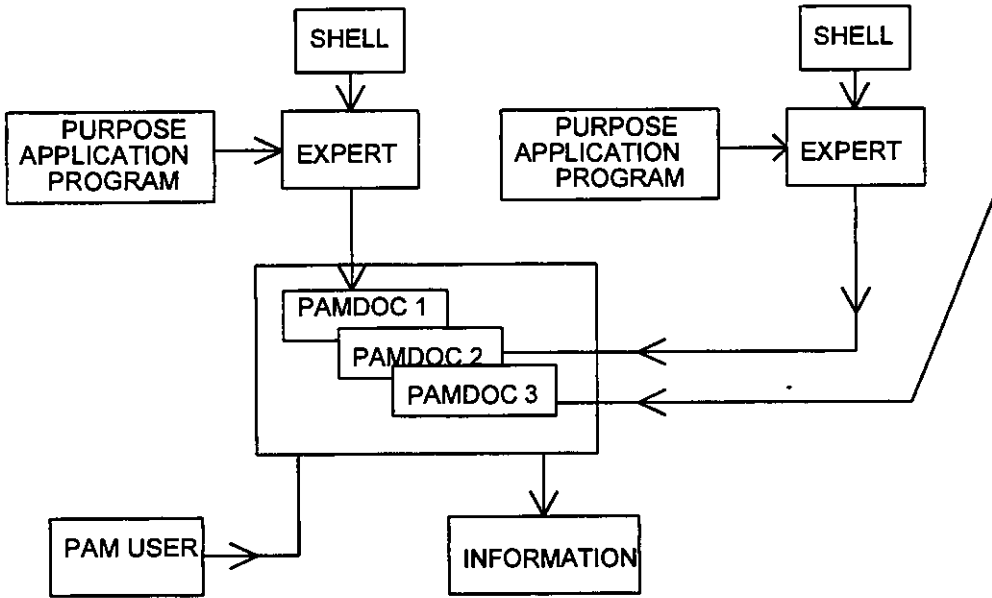 SHELL
SHELL
PURPOSE
APPLICATION
PROGRAM
EXPERT
PURPOSE
APPLICATION
PROGRAM
EXPERT
PAMDOC 1
PAMDOC 2
PAMDOC 3
PAM USER
INFORMATION